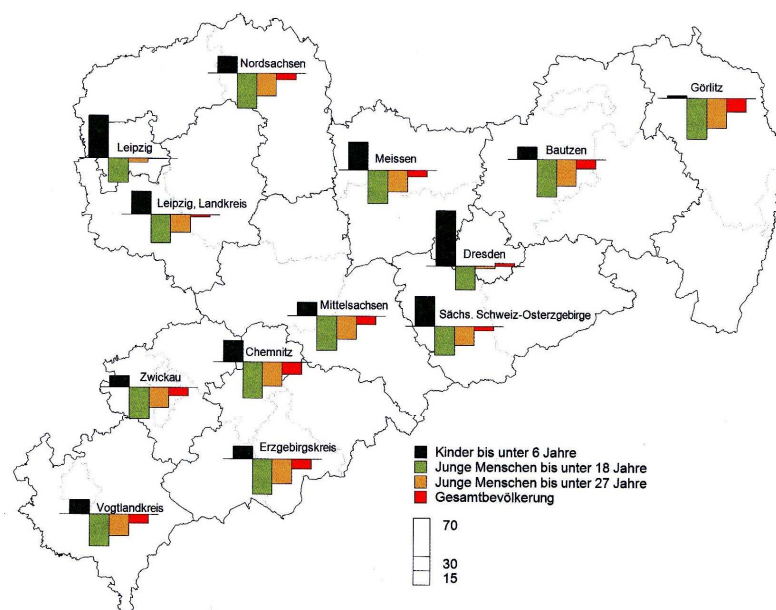 Nordsachsen
Görlitz
Leipzig
Meissen
Bautzen
Leipzig, Landkreis
Dresden
Mittelsachsen
Sächs. Schweiz-Osterzgebirge
Chemnitz
Zwickau
Erzgebirgskreis
Vogtlandkreis
Kinder bis unter 6 Jahre
Junge Menschen bis unter 18 Jahre
Junge Menschen bis unter 27 Jahre
Gesamtbevölkerung
70
30
15